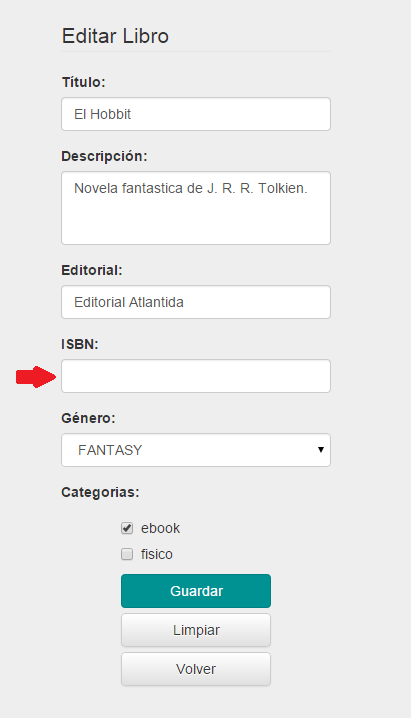 Editar Libro
Título:
El Hobbit
Descripción:
Novela fantastica de J. R. R. Tolkien.
Editorial:
Editorial Atlantida
ISBN:
Género:
FANTASY
Categorias:
ebook
fisico
Guardar
Limpiar
Volver